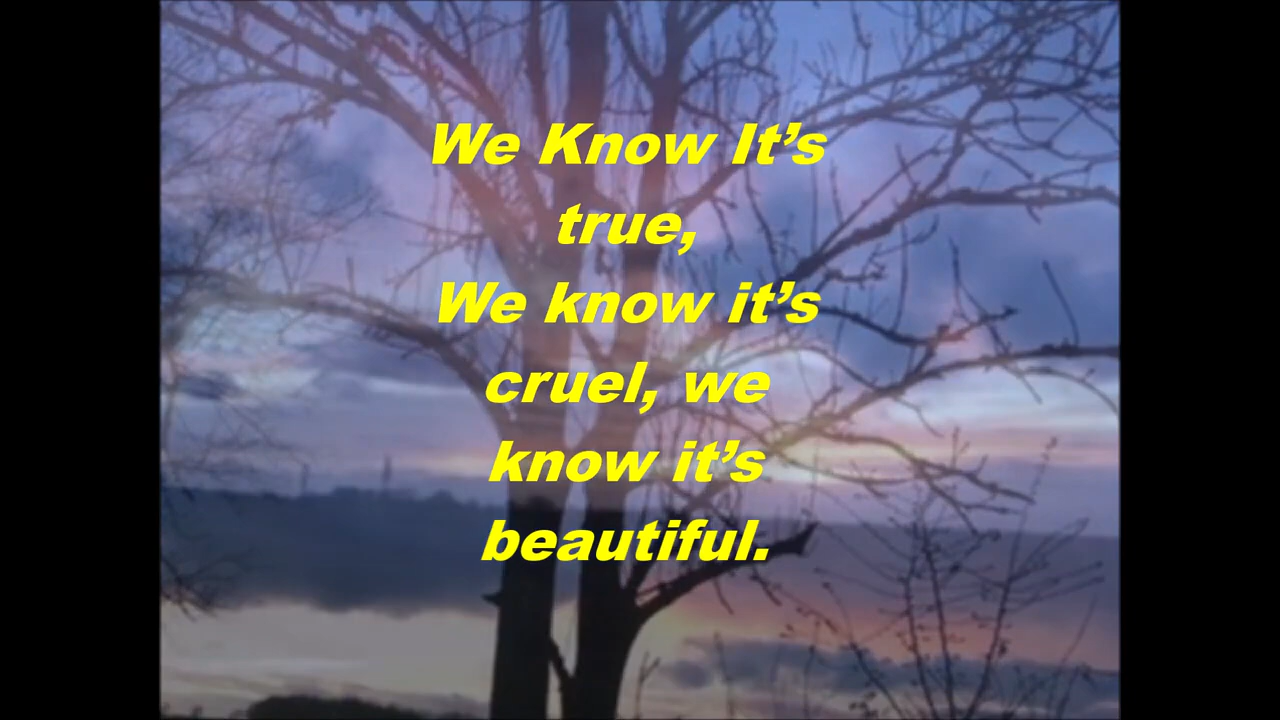 We Know It’s
true,
We know it’s
cruel, we
know it’s
beautiful.